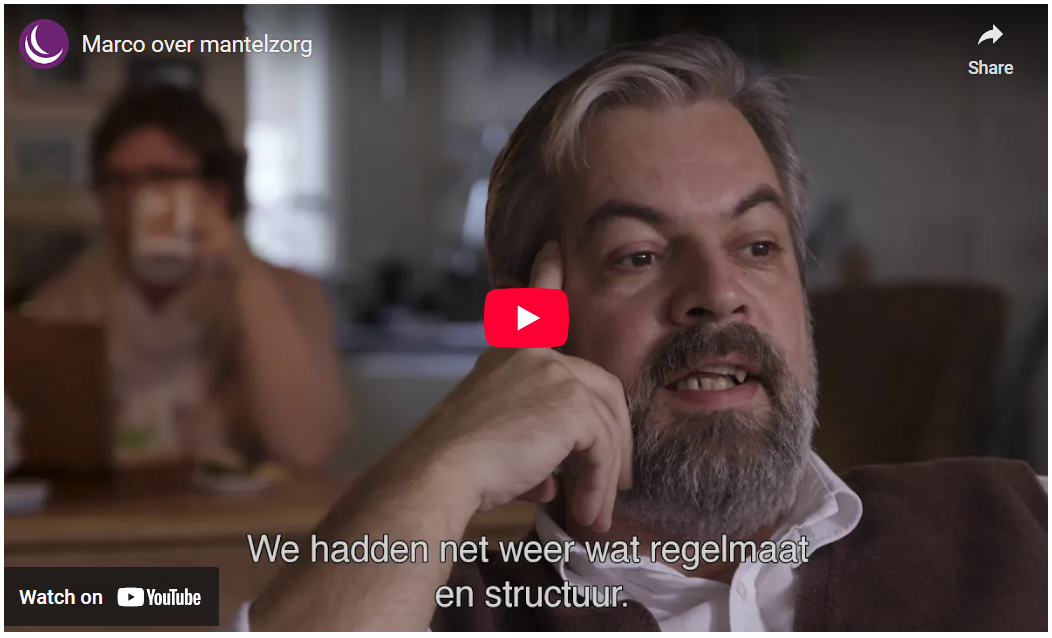 Marco over mantelzorg
Share
We hadden net weer wat regelmaat
en structuur.
Watch on YouTube